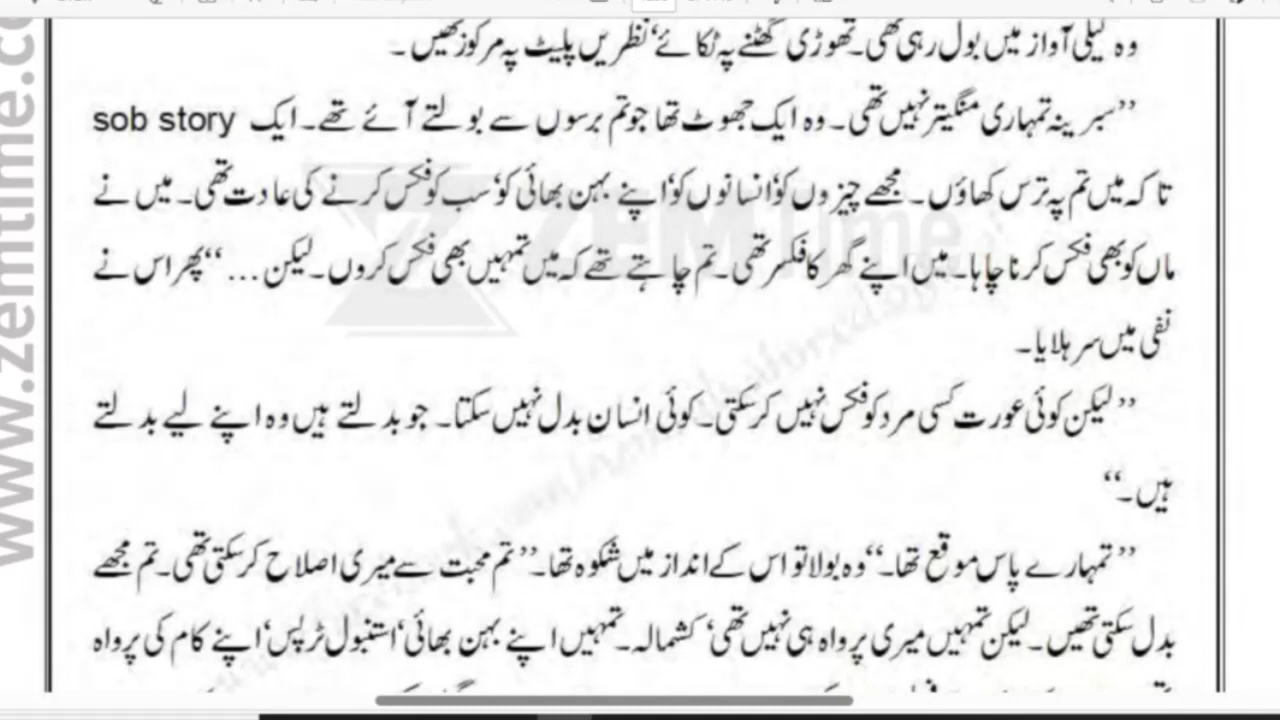 وہ گیلی آواز میں بول رہی تھی۔ تھوڑی گھٹنے پہ ٹکائے‘ نظریں پلیٹ پہ مرکوز تھیں۔
’’سبرینہ تمہاری منگیتر نہیں تھی۔ وہ ایک جھوٹ تھا جو تم برسوں سے بولتے آئے تھے۔ ایک sob story
تا کہ میں تم پہ ترس کھاؤں۔ مجھے چیزوں کو‘ انسانوں کو‘ اپنے بہن بھائی کو‘ سب کو فکس کرنے کی عادت تھی۔ میں نے
ماں کو بھی فکس کرنا چاہا۔ میں اپنے گھر کا فکسر تھی۔ تم چاہتے تھے کہ میں تمہیں بھی فکس کروں۔ لیکن ...‘‘ پھر اس نے
نفی میں سر ہلایا۔
’’لیکن کوئی عورت کسی مرد کو فکس نہیں کر سکتی۔ کوئی انسان بدل نہیں سکتا۔ جو بدلتے ہیں وہ اپنے لیے بدلتے
ہیں۔‘‘
’’تمہارے پاس موقع تھا۔‘‘ وہ بولا تو اس کے انداز میں شکوہ تھا۔ ’’تم محبت سے میری اصلاح کر سکتی تھی۔ تم مجھے
بدل سکتی تھیں۔ لیکن تمہیں میری پرواہ ہی نہیں تھی‘ کشمالہ۔ تمہیں اپنے بہن بھائی‘ استنبول ٹرپس‘ اپنے کام کی پرواہ
www.zemtime.co
ZEM Time